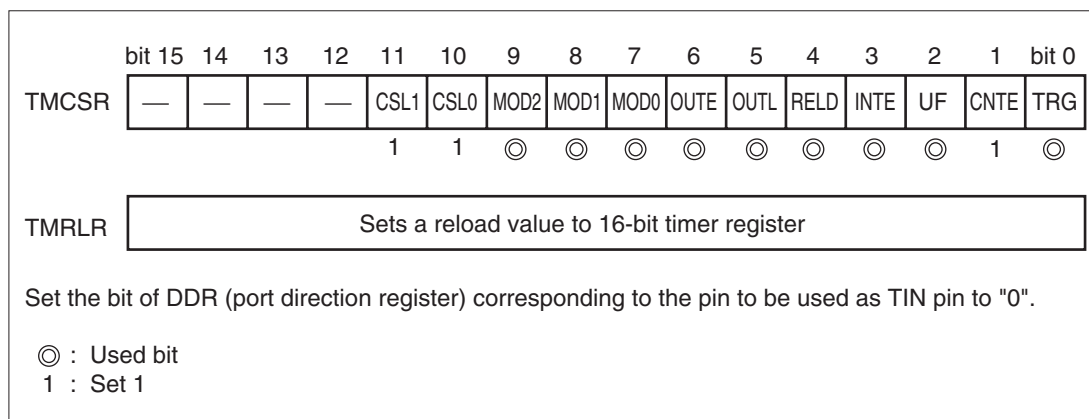 bit 15 14 13 12 11 10 9 8 7 6 5 4 3 2 1 bit 0
TMCSR — — — — CSL1 CSL0 MOD2 MOD1 MOD0 OUTE OUTL RELD INTE UF CNTE TRG
1 1 ◎ ◎ ◎ ◎ ◎ ◎ ◎ ◎ 1 ◎
TMRLR Sets a reload value to 16-bit timer register
Set the bit of DDR (port direction register) corresponding to the pin to be used as TIN pin to "0".
◎ : Used bit
1 : Set 1